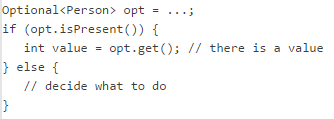 Optional<Person> opt = ...;
if (opt.isPresent()) {
   int value = opt.get(); // there is a value
} else {
   // decide what to do
}